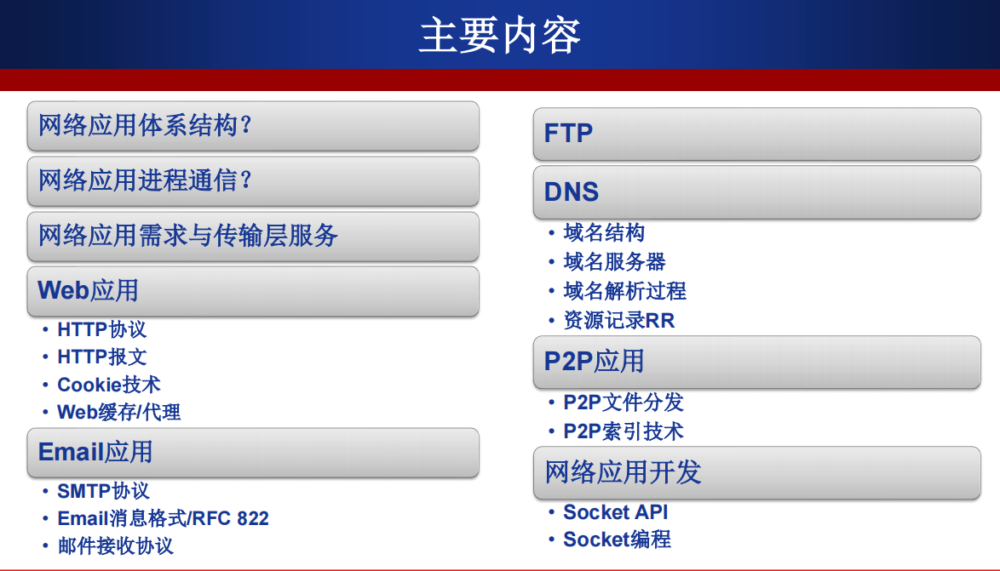 主要内容
网络应用体系结构？
网络应用进程通信？
网络应用需求与传输层服务
Web应用
• HTTP协议
• HTTP报文
• Cookie技术
• Web缓存/代理
Email应用
• SMTP协议
• Email消息格式/RFC 822
• 邮件接收协议
FTP
DNS
• 域名结构
• 域名服务器
• 域名解析过程
• 资源记录RR
P2P应用
• P2P文件分发
• P2P索引技术
网络应用开发
• Socket API
• Socket编程